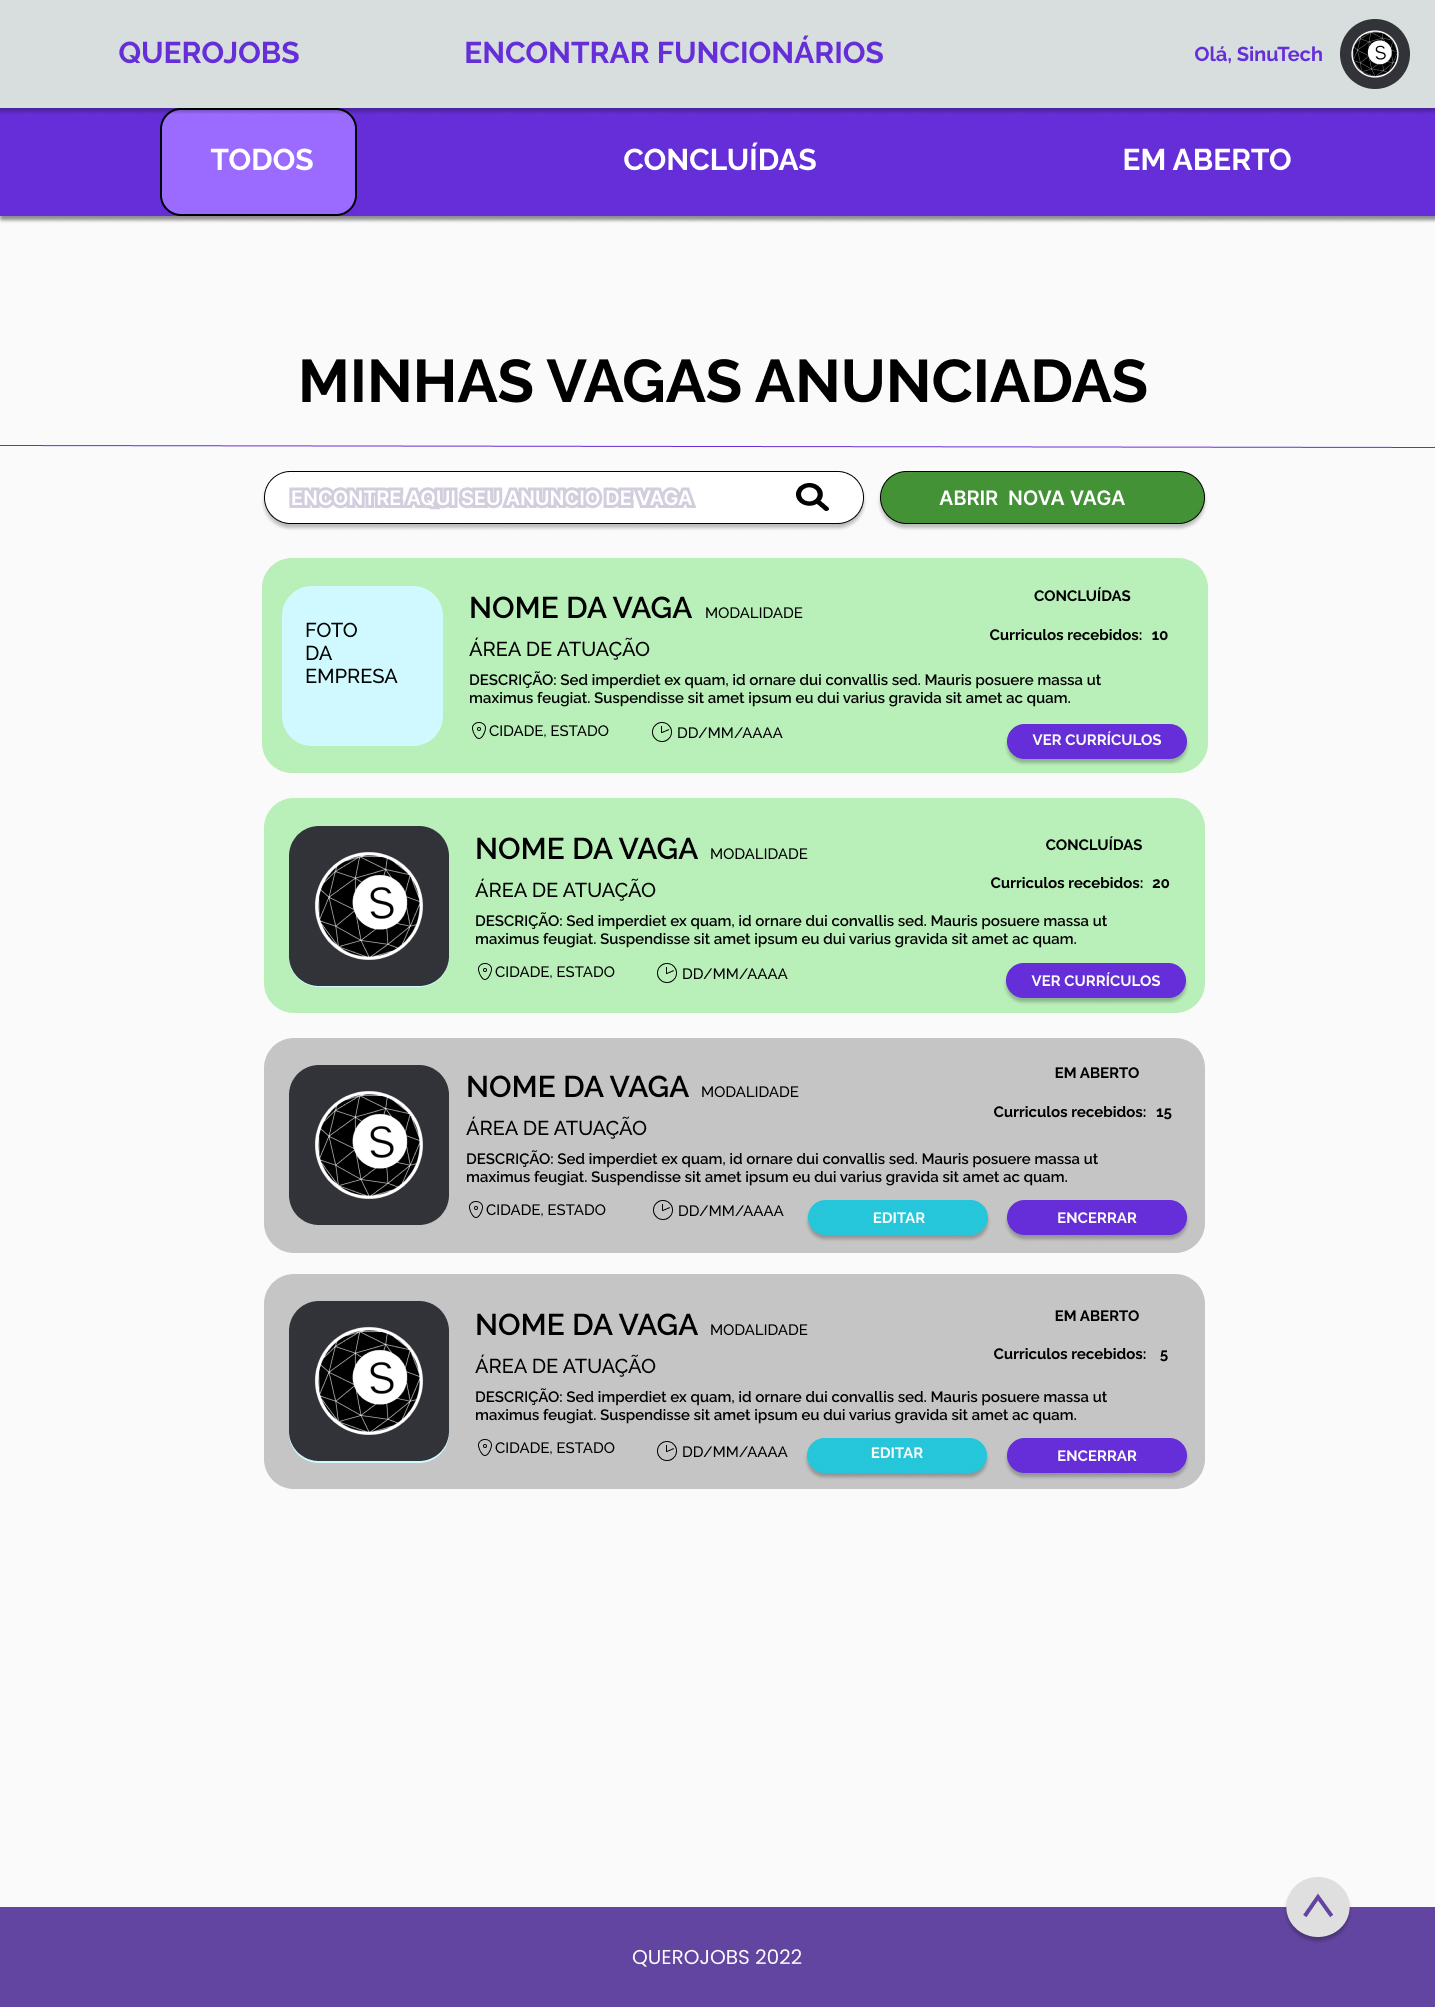 QUEROJOBS
ENCONTRAR FUNCIONÁRIOS
Olá, SinuTech
S
TODOS
CONCLUÍDAS
EM ABERTO
MINHAS VAGAS ANUNCIADAS
ENCONTRE AQUI SEU ANUNCIO DE VAGA
ABRIR NOVA VAGA
FOTO
DA
EMPRESA
NOME DA VAGA MODALIDADE
CONCLUÍDAS
Curriculos recebidos: 10
ÁREA DE ATUAÇÃO
DESCRIÇÃO: Sed imperdiet ex quam, id ornare dui convallis sed. Mauris posuere massa ut
maximus feugiat. Suspendisse sit amet ipsum eu dui varius gravida sit amet ac quam.
CIDADE, ESTADO
DD/MM/AAAA
VER CURRÍCULOS
S
NOME DA VAGA MODALIDADE
CONCLUÍDAS
Curriculos recebidos: 20
ÁREA DE ATUAÇÃO
DESCRIÇÃO: Sed imperdiet ex quam, id ornare dui convallis sed. Mauris posuere massa ut
maximus feugiat. Suspendisse sit amet ipsum eu dui varius gravida sit amet ac quam.
CIDADE, ESTADO
DD/MM/AAAA
VER CURRÍCULOS
S
NOME DA VAGA MODALIDADE
EM ABERTO
Curriculos recebidos: 15
ÁREA DE ATUAÇÃO
DESCRIÇÃO: Sed imperdiet ex quam, id ornare dui convallis sed. Mauris posuere massa ut
maximus feugiat. Suspendisse sit amet ipsum eu dui varius gravida sit amet ac quam.
CIDADE, ESTADO
DD/MM/AAAA
EDITAR
ENCERRAR
S
NOME DA VAGA MODALIDADE
EM ABERTO
Curriculos recebidos: 5
ÁREA DE ATUAÇÃO
DESCRIÇÃO: Sed imperdiet ex quam, id ornare dui convallis sed. Mauris posuere massa ut
maximus feugiat. Suspendisse sit amet ipsum eu dui varius gravida sit amet ac quam.
CIDADE, ESTADO
DD/MM/AAAA
EDITAR
ENCERRAR
QUEROJOBS 2022